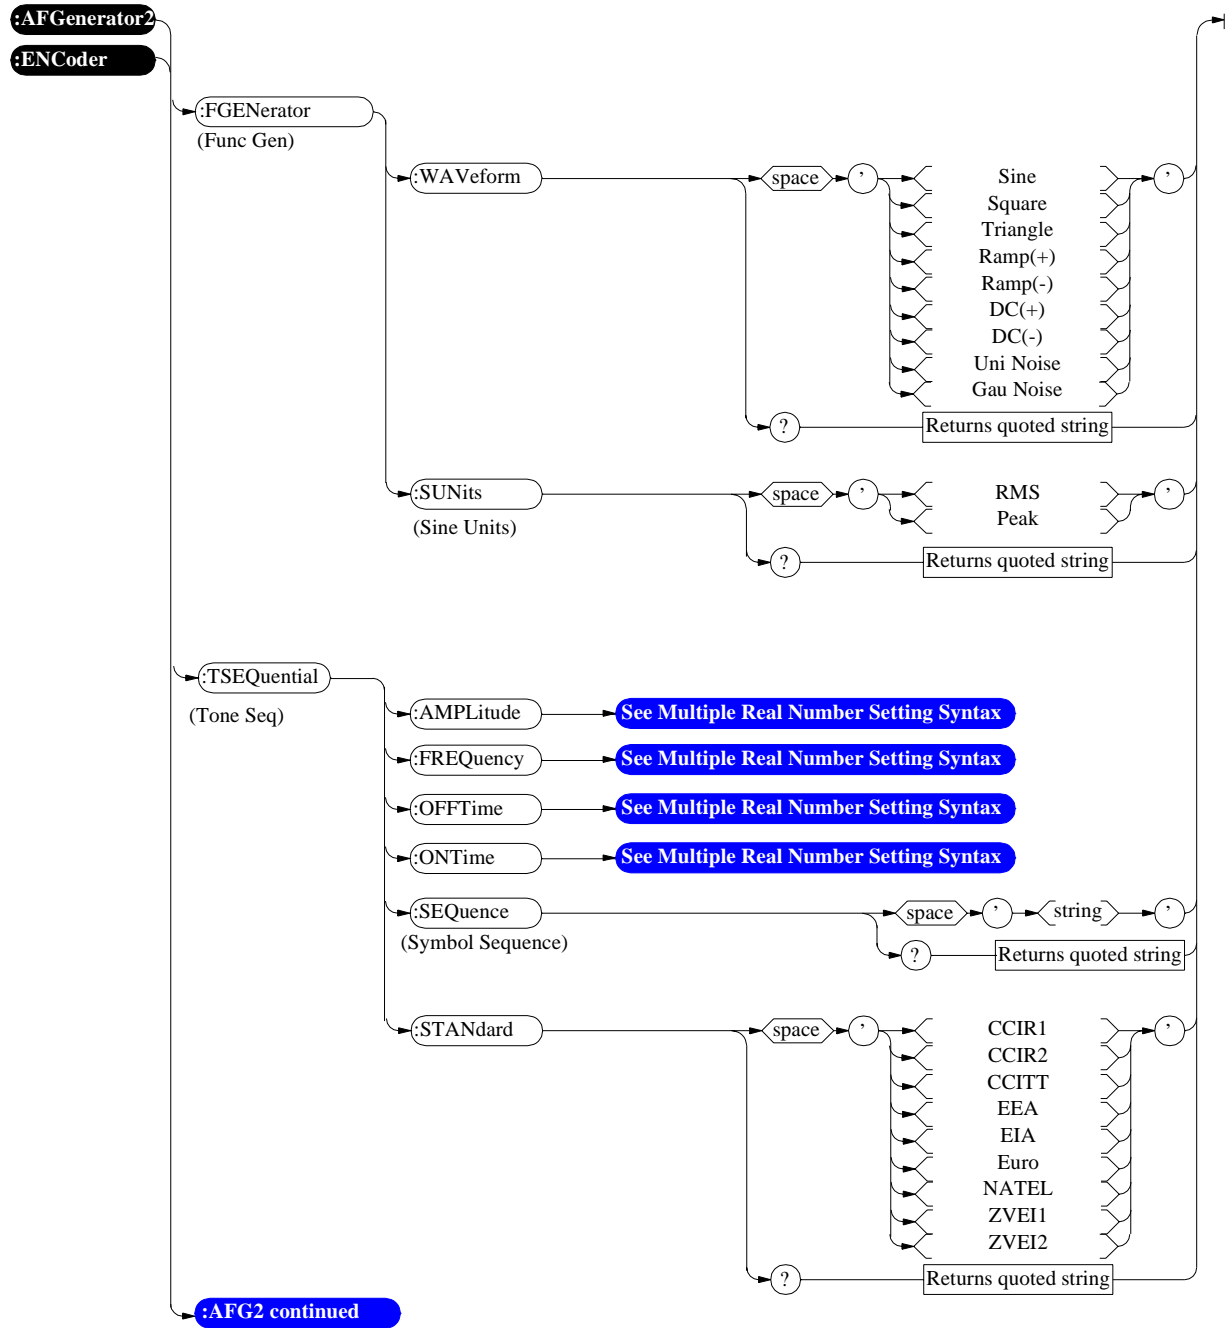 :AFGenerator2
:ENCoder
:FGENerator
(Func Gen)
:WAVeform
space
’
Sine
’
Square
Triangle
Ramp(+)
Ramp(-)
DC(+)
DC(-)
Uni Noise
Gau Noise
?
Returns quoted string
:SUNits
(Sine Units)
space
’
RMS
’
Peak
?
Returns quoted string
:TSEQuential
(Tone Seq)
:AMPLitude
See Multiple Real Number Setting Syntax
:FREQuency
See Multiple Real Number Setting Syntax
:OFFTime
See Multiple Real Number Setting Syntax
:ONTime
See Multiple Real Number Setting Syntax
:SEQuence
(Symbol Sequence)
space
’
string
’
?
Returns quoted string
:STANdard
space
’
CCIR1
’
CCIR2
CCITT
EEA
EIA
Euro
NATEL
ZVEI1
ZVEI2
?
Returns quoted string
:AFG2 continued